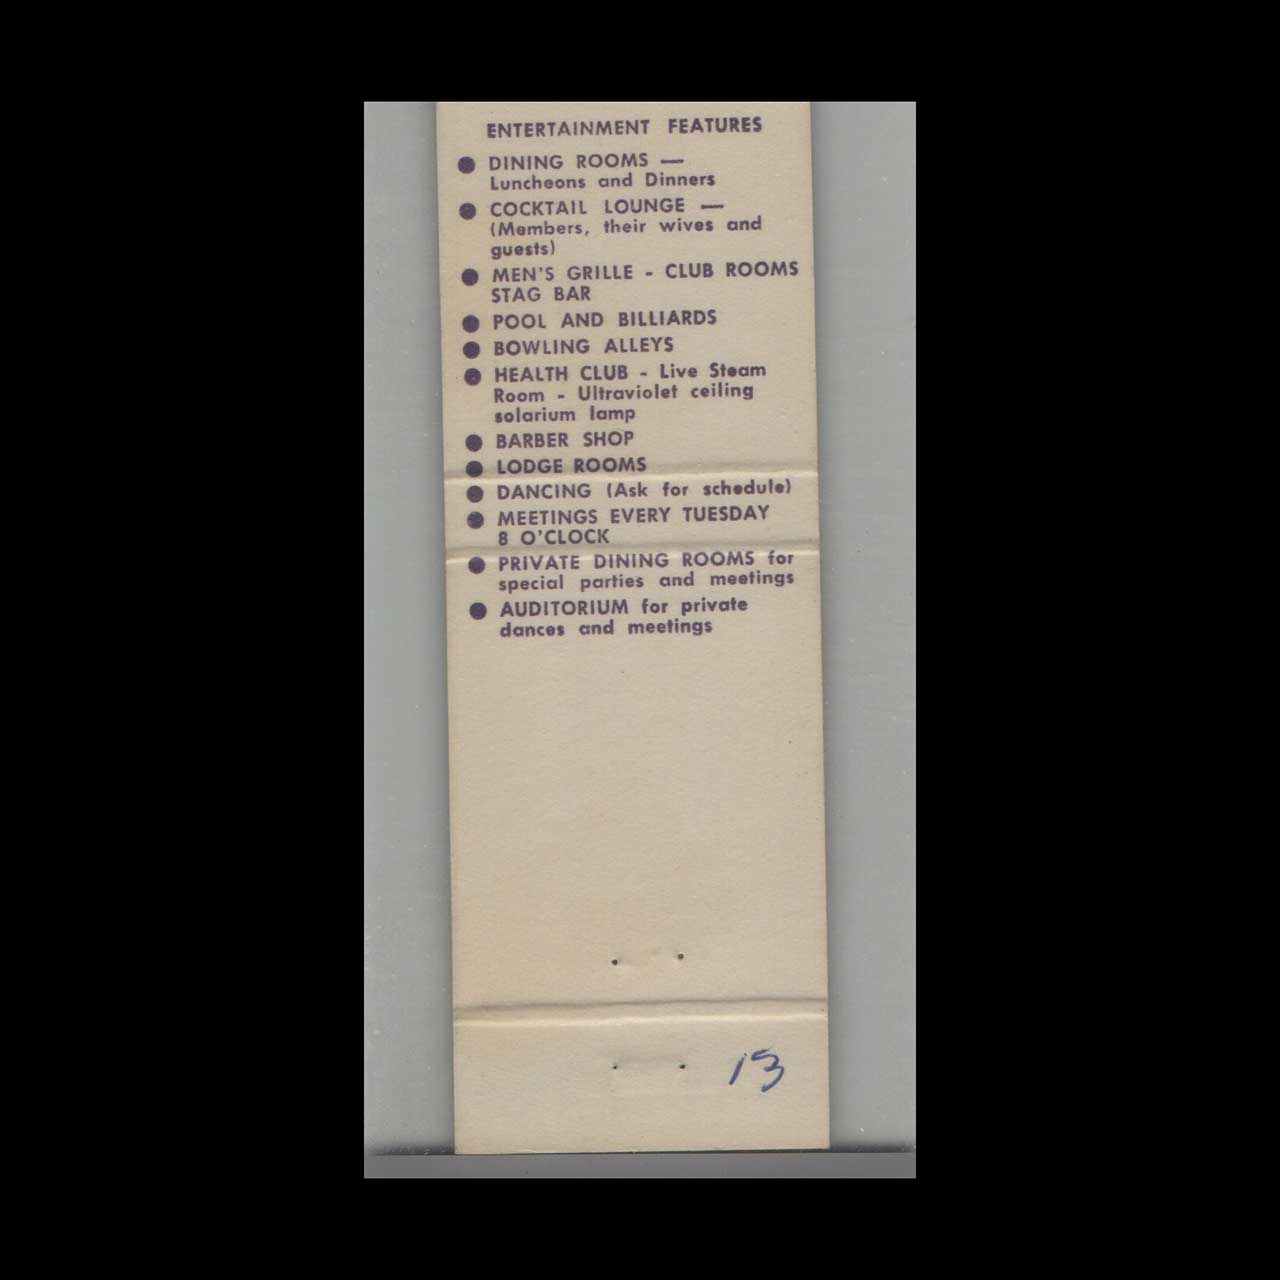 ENTERTAINMENT FEATURES
● DINING ROOMS —
Luncheons and Dinners
● COCKTAIL LOUNGE —
(Members, their wives and
guests)
● MEN'S GRILLE - CLUB ROOMS
STAG BAR
● POOL AND BILLIARDS
● BOWLING ALLEYS
● HEALTH CLUB - Live Steam
Room - Ultraviolet ceiling
solarium lamp
● BARBER SHOP
● LODGE ROOMS
● DANCING (Ask for schedule)
● MEETINGS EVERY TUESDAY
8 O'CLOCK
● PRIVATE DINING ROOMS for
special parties and meetings
● AUDITORIUM for private
dances and meetings
13